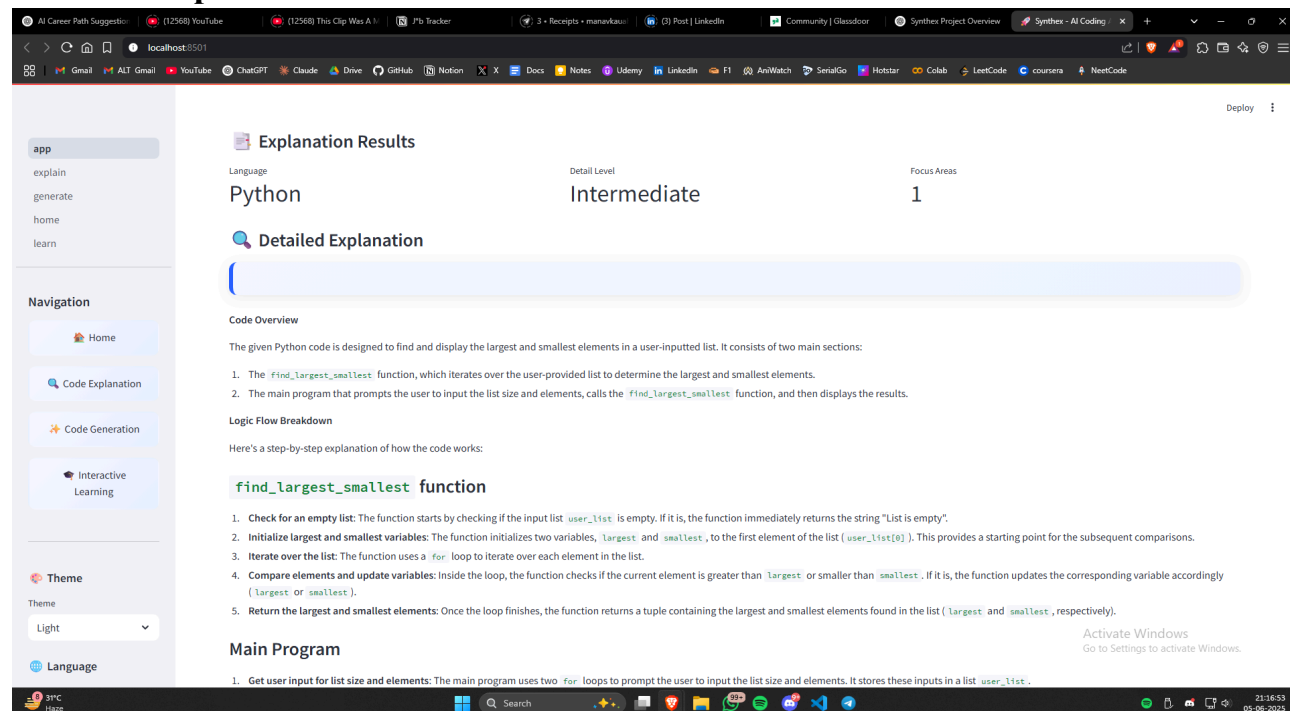 AI Career Path Suggestion
(12568) YouTube
(12568) This Clip Was A M
J*b Tracker
3 • Receipts • manavkaua
(3) Post | LinkedIn
Community | Glassdoor
Synthex Project Overview
Synthex - AI Coding
localhost:8501
Gmail
ALT Gmail
YouTube
ChatGPT
Claude
Drive
GitHub
Notion
X
Docs
Notes
Udemy
LinkedIn
F1
AniWatch
SerialGo
Hotstar
Colab
LeetCode
coursera
NeetCode
Deploy
app
explain
generate
home
learn
Navigation
Home
Code Explanation
Code Generation
Interactive
Learning
Theme
Theme
Light
Language
Explanation Results
Language
Python
Detail Level
Intermediate
Focus Areas
1
Detailed Explanation
Code Overview
The given Python code is designed to find and display the largest and smallest elements in a user-inputted list. It consists of two main sections:
1. The find_largest_smallest function, which iterates over the user-provided list to determine the largest and smallest elements.
2. The main program that prompts the user to input the list size and elements, calls the find_largest_smallest function, and then displays the results.
Logic Flow Breakdown
Here's a step-by-step explanation of how the code works:
find_largest_smallest function
1. Check for an empty list: The function starts by checking if the input list user_list is empty. If it is, the function immediately returns the string "List is empty".
2. Initialize largest and smallest variables: The function initializes two variables, largest and smallest, to the first element of the list ( user_list[0] ). This provides a starting point for the subsequent comparisons.
3. Iterate over the list: The function uses a for loop to iterate over each element in the list.
4. Compare elements and update variables: Inside the loop, the function checks if the current element is greater than largest or smaller than smallest. If it is, the function updates the corresponding variable accordingly
( largest or smallest ).
5. Return the largest and smallest elements: Once the loop finishes, the function returns a tuple containing the largest and smallest elements found in the list ( largest and smallest, respectively).
Main Program
1. Get user input for list size and elements: The main program uses two for loops to prompt the user to input the list size and elements. It stores these inputs in a list user_list.
Activate Windows
Go to Settings to activate Windows.
8
31°C
Haze
Search
99+
21:16:53
05-06-2025